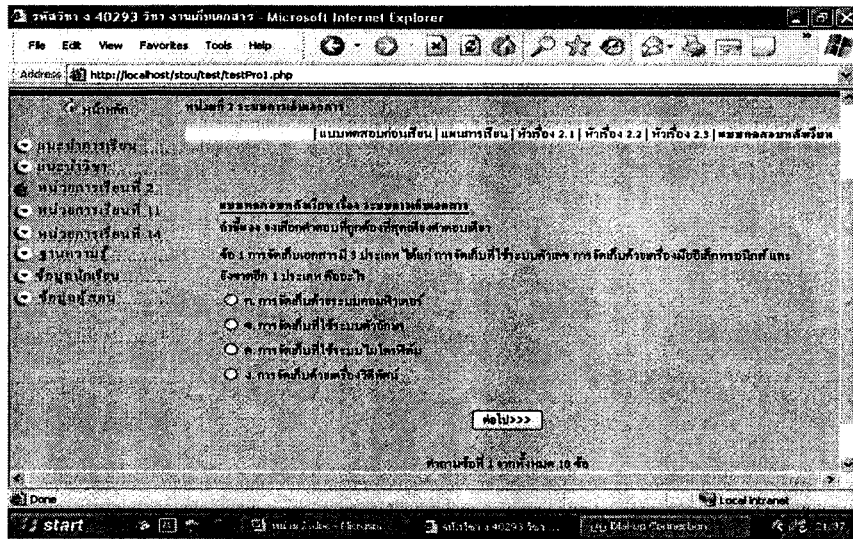 รหัสวิชา ง 40293 วิชา งานเก็บเอกสาร - Microsoft Internet Explorer
File Edit View Favorites Tools Help
Address http://localhost/stou/test/testPro1.php
หน้าหลัก
หน่วยที่ 2 ระบบการเก็บเอกสาร
| แบบทดสอบก่อนเรียน | แผนการเรียน | หัวเรื่อง 2.1 | หัวเรื่อง 2.2 | หัวเรื่อง 2.3 | แบบทดสอบหลังเรียน
แนะนำการเรียน
แนะนำวิชา
หน่วยการเรียนที่ 2
หน่วยการเรียนที่ 11
หน่วยการเรียนที่ 14
ฐานความรู้
ข้อมูลนักเรียน
ข้อมูลผู้สอน
แบบทดสอบหลังเรียน เรื่อง ระบบการเก็บเอกสาร
คำชี้แจง จงเลือกคำตอบที่ถูกต้องที่สุดเพียงคำตอบเดียว
ข้อ 1 การจัดเก็บเอกสารมี 3 ประเภท ได้แก่ การจัดเก็บที่ใช้ระบบตัวเลข การจัดเก็บด้วยเครื่องมืออิเล็กทรอนิกส์ และ
ยังขาดอีก 1 ประเภท คืออะไร
ก. การจัดเก็บด้วยระบบคอมพิวเตอร์
ข. การจัดเก็บที่ใช้ระบบตัวอักษร
ค. การจัดเก็บที่ใช้ระบบไมโครฟิล์ม
ง. การจัดเก็บด้วยเครื่องวีดิทัศน์
ต่อไป>>>
คำถามข้อที่ 1 จากทั้งหมด 10 ข้อ
Done
Local intranet
start
รหัสวิชา ง 40293 วิชา ...
Dial-up Connection
21:37